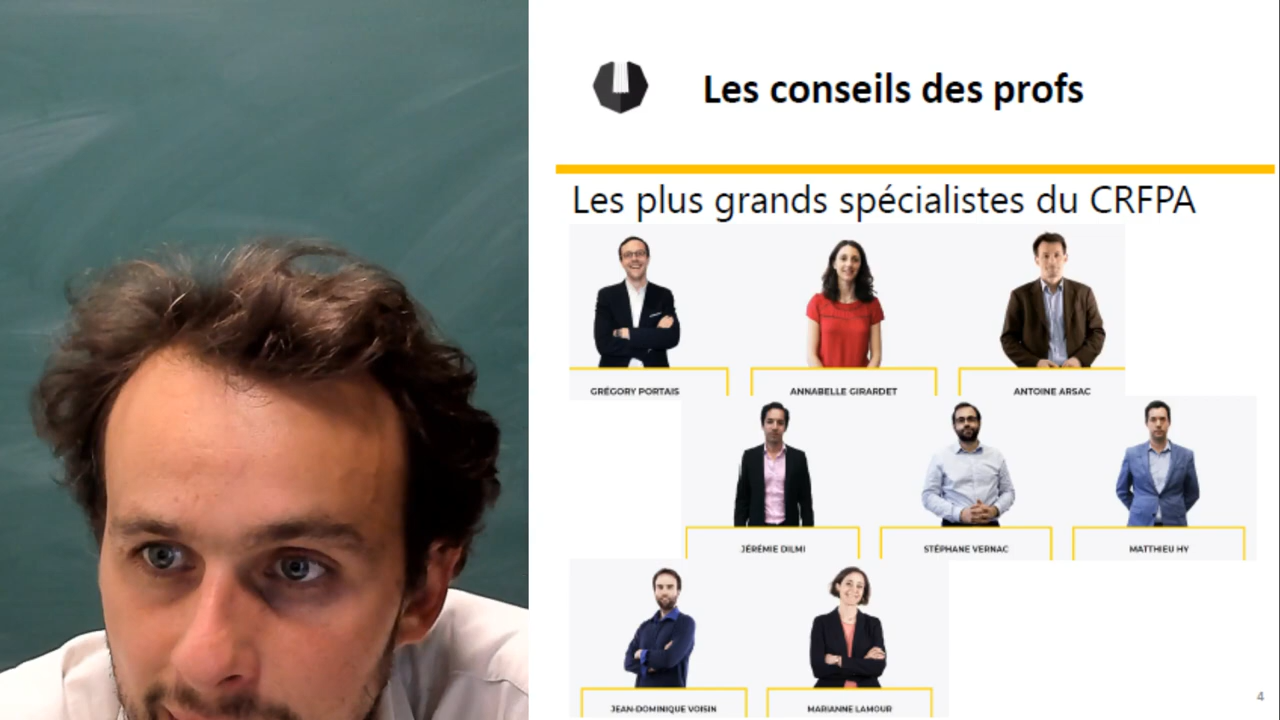 Les conseils des profs
Les plus grands spécialistes du CRFPA
GRÉGORY PORTAIS
ANNABELLE GIRARDET
ANTOINE ARSAC
JÉRÉMIE DILMI
STÉPHANE VERNAC
MATTHIEU HY
JEAN-DOMINIQUE VOISIN
MARIANNE LAMOUR
4